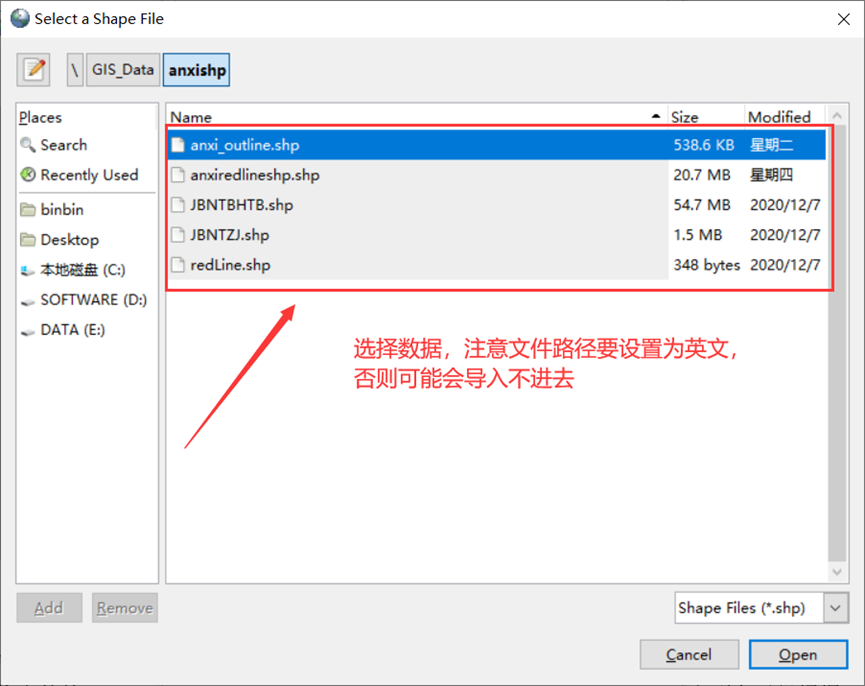 Select a Shape File
\ GIS_Data anxishp
Places
Search
Recently Used
binbin
Desktop
本地磁盘 (C:)
SOFTWARE (D:)
DATA (E:)
Name Size Modified
anxi_outline.shp 538.6 KB 星期二
anxiredlineshp.shp 20.7 MB 星期四
JBNTBHTB.shp 54.7 MB 2020/12/7
JBNTZJ.shp 1.5 MB 2020/12/7
redLine.shp 348 bytes 2020/12/7
选择数据，注意文件路径要设置为英文，
否则可能会导入不进去
Add Remove
Shape Files (*.shp)
Cancel Open